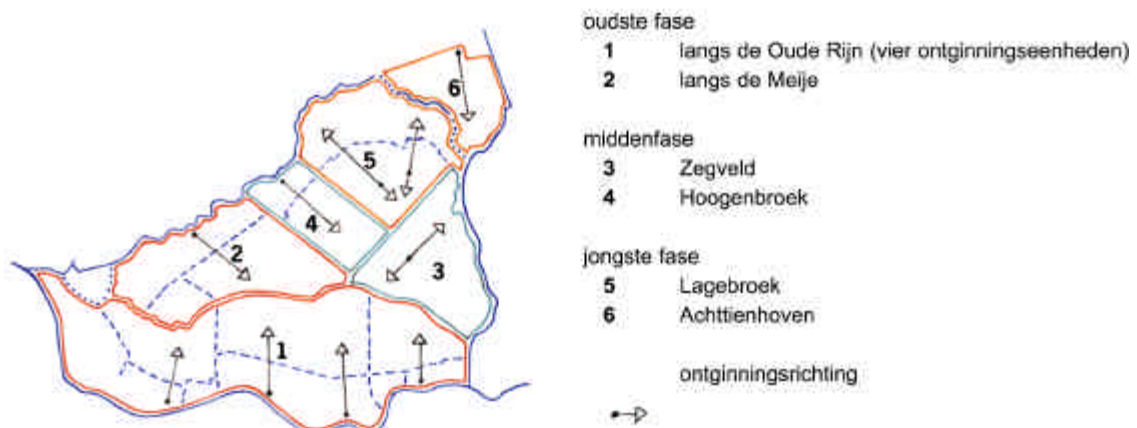 6
5
4
2
3
1
oudste fase
1 langs de Oude Rijn (vier ontginningseenheden)
2 langs de Meije
middenfase
3 Zegveld
4 Hoogenbroek
jongste fase
5 Lagebroek
6 Achttienhoven
ontginningsrichting